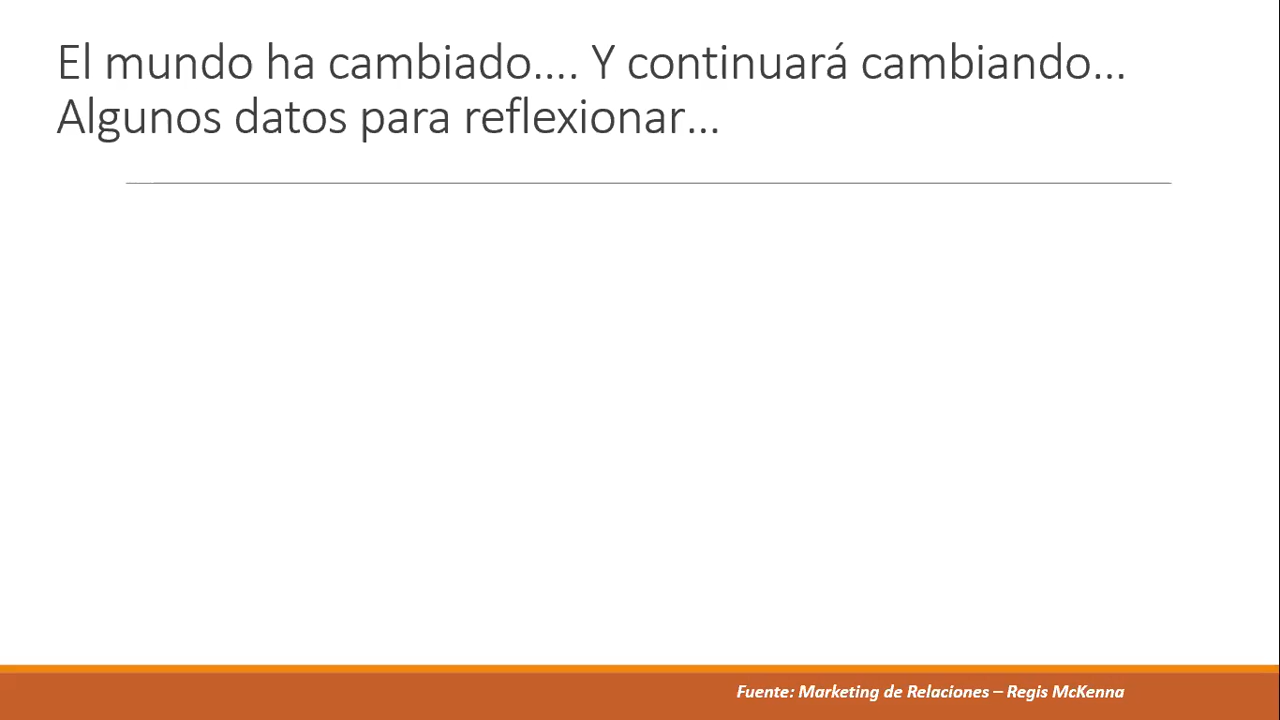 El mundo ha cambiado.... Y continuará cambiando...
Algunos datos para reflexionar...
Fuente: Marketing de Relaciones – Regis McKenna